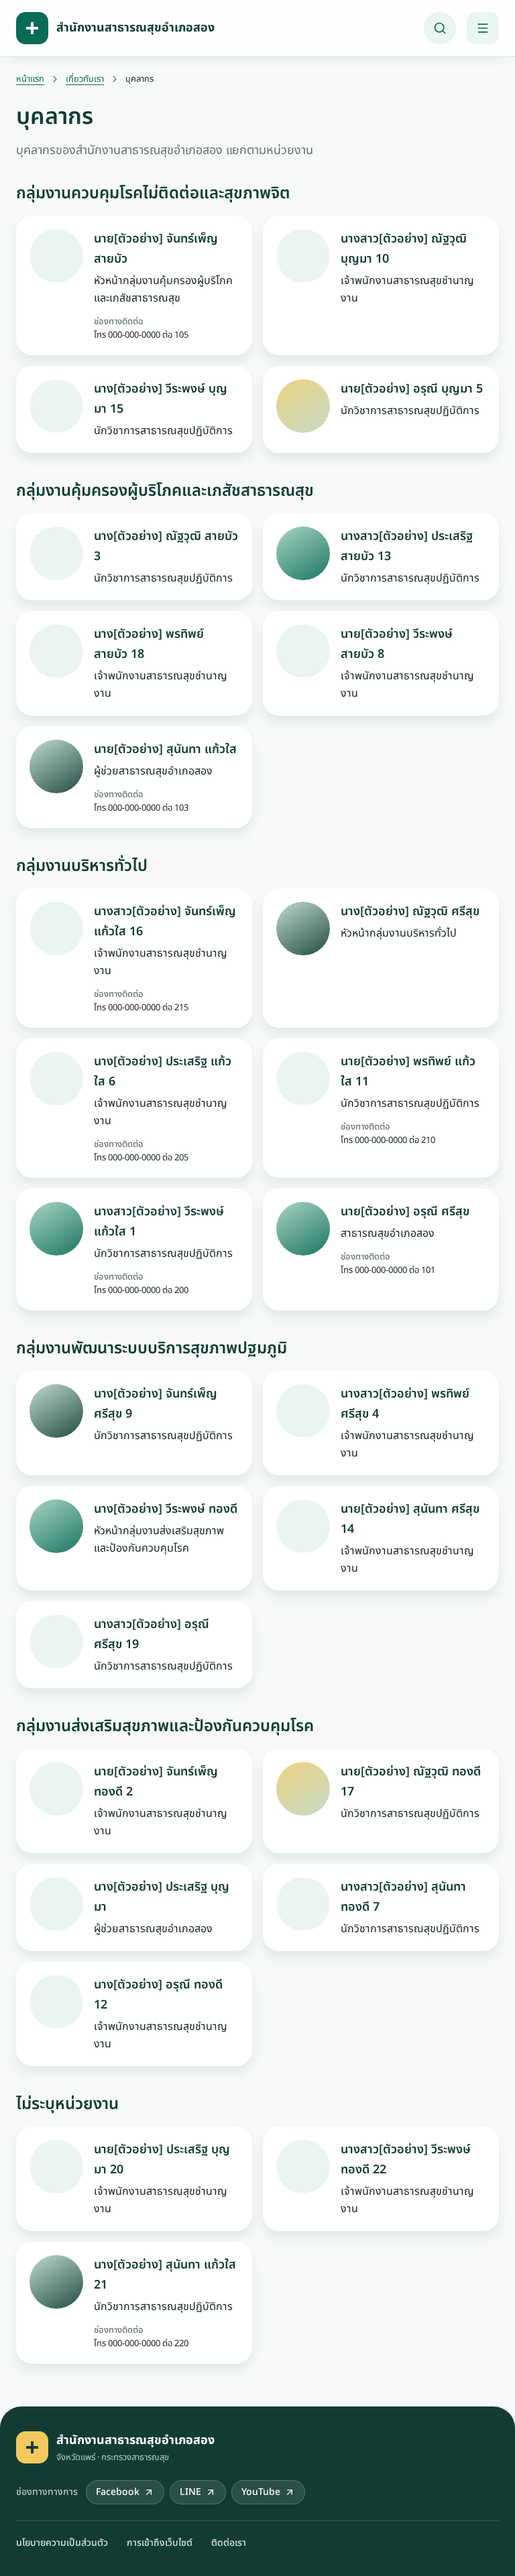 สำนักงานสาธารณสุขอำเภอสอง
หน้าแรก
เกี่ยวกับเรา
บุคลากร
บุคลากร
บุคลากรของสำนักงานสาธารณสุขอำเภอสอง แยกตามหน่วยงาน
กลุ่มงานควบคุมโรคไม่ติดต่อและสุขภาพจิต
นาย[ตัวอย่าง] จันทร์เพ็ญ
สายบัว
หัวหน้ากลุ่มงานคุ้มครองผู้บริโภค
และเภสัชสาธารณสุข
ช่องทางติดต่อ
โทร 000-000-0000 ต่อ 105
นางสาว[ตัวอย่าง] ณัฐวุฒิ
บุญมา 10
เจ้าพนักงานสาธารณสุขชำนาญ
งาน
นาง[ตัวอย่าง] วีระพงษ์ บุญ
มา 15
นักวิชาการสาธารณสุขปฏิบัติการ
นาย[ตัวอย่าง] อรุณี บุญมา 5
นักวิชาการสาธารณสุขปฏิบัติการ
กลุ่มงานคุ้มครองผู้บริโภคและเภสัชสาธารณสุข
นาง[ตัวอย่าง] ณัฐวุฒิ สายบัว
3
นักวิชาการสาธารณสุขปฏิบัติการ
นางสาว[ตัวอย่าง] ประเสริฐ
สายบัว 13
นักวิชาการสาธารณสุขปฏิบัติการ
นาง[ตัวอย่าง] พรทิพย์
สายบัว 18
เจ้าพนักงานสาธารณสุขชำนาญ
งาน
นาย[ตัวอย่าง] วีระพงษ์
สายบัว 8
เจ้าพนักงานสาธารณสุขชำนาญ
งาน
นาย[ตัวอย่าง] สุนันทา แก้วใส
ผู้ช่วยสาธารณสุขอำเภอสอง
ช่องทางติดต่อ
โทร 000-000-0000 ต่อ 103
กลุ่มงานบริหารทั่วไป
นางสาว[ตัวอย่าง] จันทร์เพ็ญ
แก้วใส 16
เจ้าพนักงานสาธารณสุขชำนาญ
งาน
ช่องทางติดต่อ
โทร 000-000-0000 ต่อ 215
นาง[ตัวอย่าง] ณัฐวุฒิ ศรีสุข
หัวหน้ากลุ่มงานบริหารทั่วไป
นาง[ตัวอย่าง] ประเสริฐ แก้ว
ใส 6
เจ้าพนักงานสาธารณสุขชำนาญ
งาน
ช่องทางติดต่อ
โทร 000-000-0000 ต่อ 205
นาย[ตัวอย่าง] พรทิพย์ แก้ว
ใส 11
นักวิชาการสาธารณสุขปฏิบัติการ
ช่องทางติดต่อ
โทร 000-000-0000 ต่อ 210
นางสาว[ตัวอย่าง] วีระพงษ์
แก้วใส 1
นักวิชาการสาธารณสุขปฏิบัติการ
ช่องทางติดต่อ
โทร 000-000-0000 ต่อ 200
นาย[ตัวอย่าง] อรุณี ศรีสุข
สาธารณสุขอำเภอสอง
ช่องทางติดต่อ
โทร 000-000-0000 ต่อ 101
กลุ่มงานพัฒนาระบบบริการสุขภาพปฐมภูมิ
นาง[ตัวอย่าง] จันทร์เพ็ญ
ศรีสุข 9
นักวิชาการสาธารณสุขปฏิบัติการ
นางสาว[ตัวอย่าง] พรทิพย์
ศรีสุข 4
เจ้าพนักงานสาธารณสุขชำนาญ
งาน
นาง[ตัวอย่าง] วีระพงษ์ ทองดี
หัวหน้ากลุ่มงานส่งเสริมสุขภาพ
และป้องกันควบคุมโรค
นาย[ตัวอย่าง] สุนันทา ศรีสุข
14
เจ้าพนักงานสาธารณสุขชำนาญ
งาน
นางสาว[ตัวอย่าง] อรุณี
ศรีสุข 19
นักวิชาการสาธารณสุขปฏิบัติการ
กลุ่มงานส่งเสริมสุขภาพและป้องกันควบคุมโรค
นาย[ตัวอย่าง] จันทร์เพ็ญ
ทองดี 2
เจ้าพนักงานสาธารณสุขชำนาญ
งาน
นาย[ตัวอย่าง] ณัฐวุฒิ ทองดี
17
นักวิชาการสาธารณสุขปฏิบัติการ
นาง[ตัวอย่าง] ประเสริฐ บุญ
มา
ผู้ช่วยสาธารณสุขอำเภอสอง
นางสาว[ตัวอย่าง] สุนันทา
ทองดี 7
นักวิชาการสาธารณสุขปฏิบัติการ
นาง[ตัวอย่าง] อรุณี ทองดี
12
เจ้าพนักงานสาธารณสุขชำนาญ
งาน
ไม่ระบุหน่วยงาน
นาย[ตัวอย่าง] ประเสริฐ บุญ
มา 20
เจ้าพนักงานสาธารณสุขชำนาญ
งาน
นางสาว[ตัวอย่าง] วีระพงษ์
ทองดี 22
เจ้าพนักงานสาธารณสุขชำนาญ
งาน
นาง[ตัวอย่าง] สุนันทา แก้วใส
21
นักวิชาการสาธารณสุขปฏิบัติการ
ช่องทางติดต่อ
โทร 000-000-0000 ต่อ 220
สำนักงานสาธารณสุขอำเภอสอง
จังหวัดแพร่ · กระทรวงสาธารณสุข
ช่องทางทางการ
Facebook
LINE
YouTube
นโยบายความเป็นส่วนตัว
การเข้าถึงเว็บไซต์
ติดต่อเรา